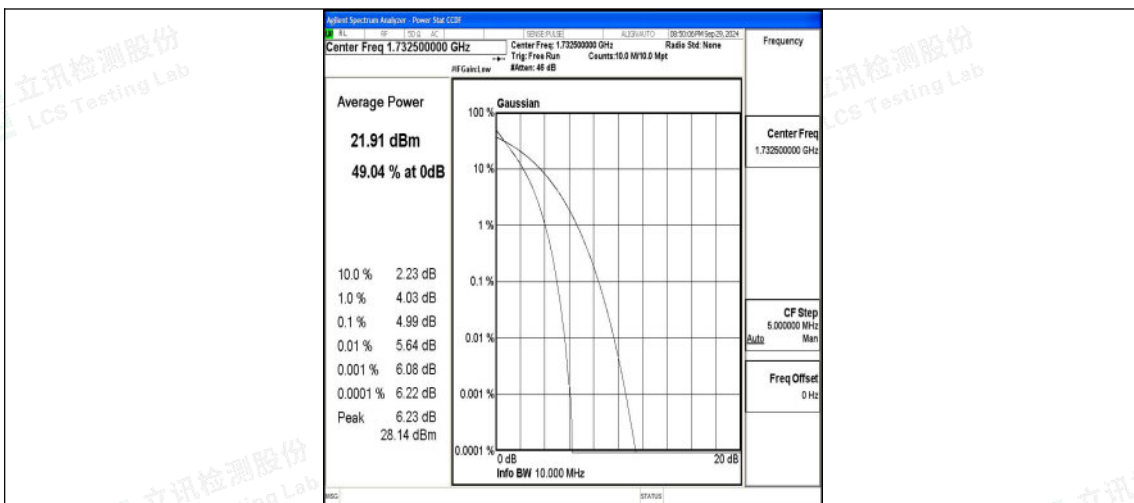 Agilent Spectrum Analyzer - Power Stat CCDF
RL RF 50 Ω AC SENSE:PULSE ALIGNAUTO 08:50:06PM Sep 29, 2024
Center Freq 1.732500000 GHz
Center Freq: 1.732500000 GHz Radio Std: None
Trig: Free Run Counts:10.0 M/10.0 Mpt
#IFGain:Low #Atten: 46 dB
Frequency
Average Power
21.91 dBm
49.04 % at 0dB
10.0 % 2.23 dB
1.0 % 4.03 dB
0.1 % 4.99 dB
0.01 % 5.64 dB
0.001 % 6.08 dB
0.0001 % 6.22 dB
Peak 6.23 dB
28.14 dBm
Gaussian
100 %
10 %
1 %
0.1 %
0.01 %
0.001 %
0.0001 %
0 dB 20 dB
Info BW 10.000 MHz
Center Freq
1.732500000 GHz
CF Step
5.000000 MHz
Auto Man
Freq Offset
0 Hz
MSG STATUS
立讯检测股份
LCS Testing Lab
立讯检测股份
LCS Testing Lab
立讯检测股份